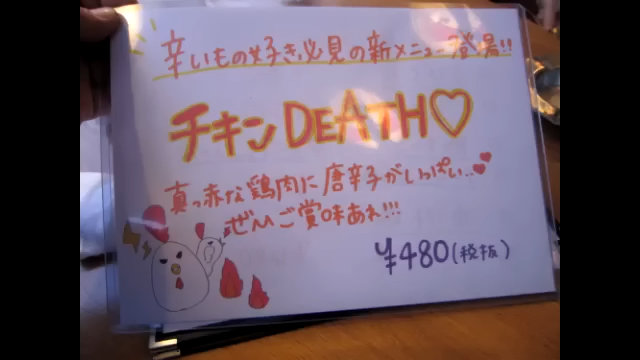 辛いもの好き必見の新メニュー登場!!
チキンDEATH♡
真っ赤な鶏肉に唐辛子がいっぱい..
ぜひご賞味あれ!!!
¥480(税抜)